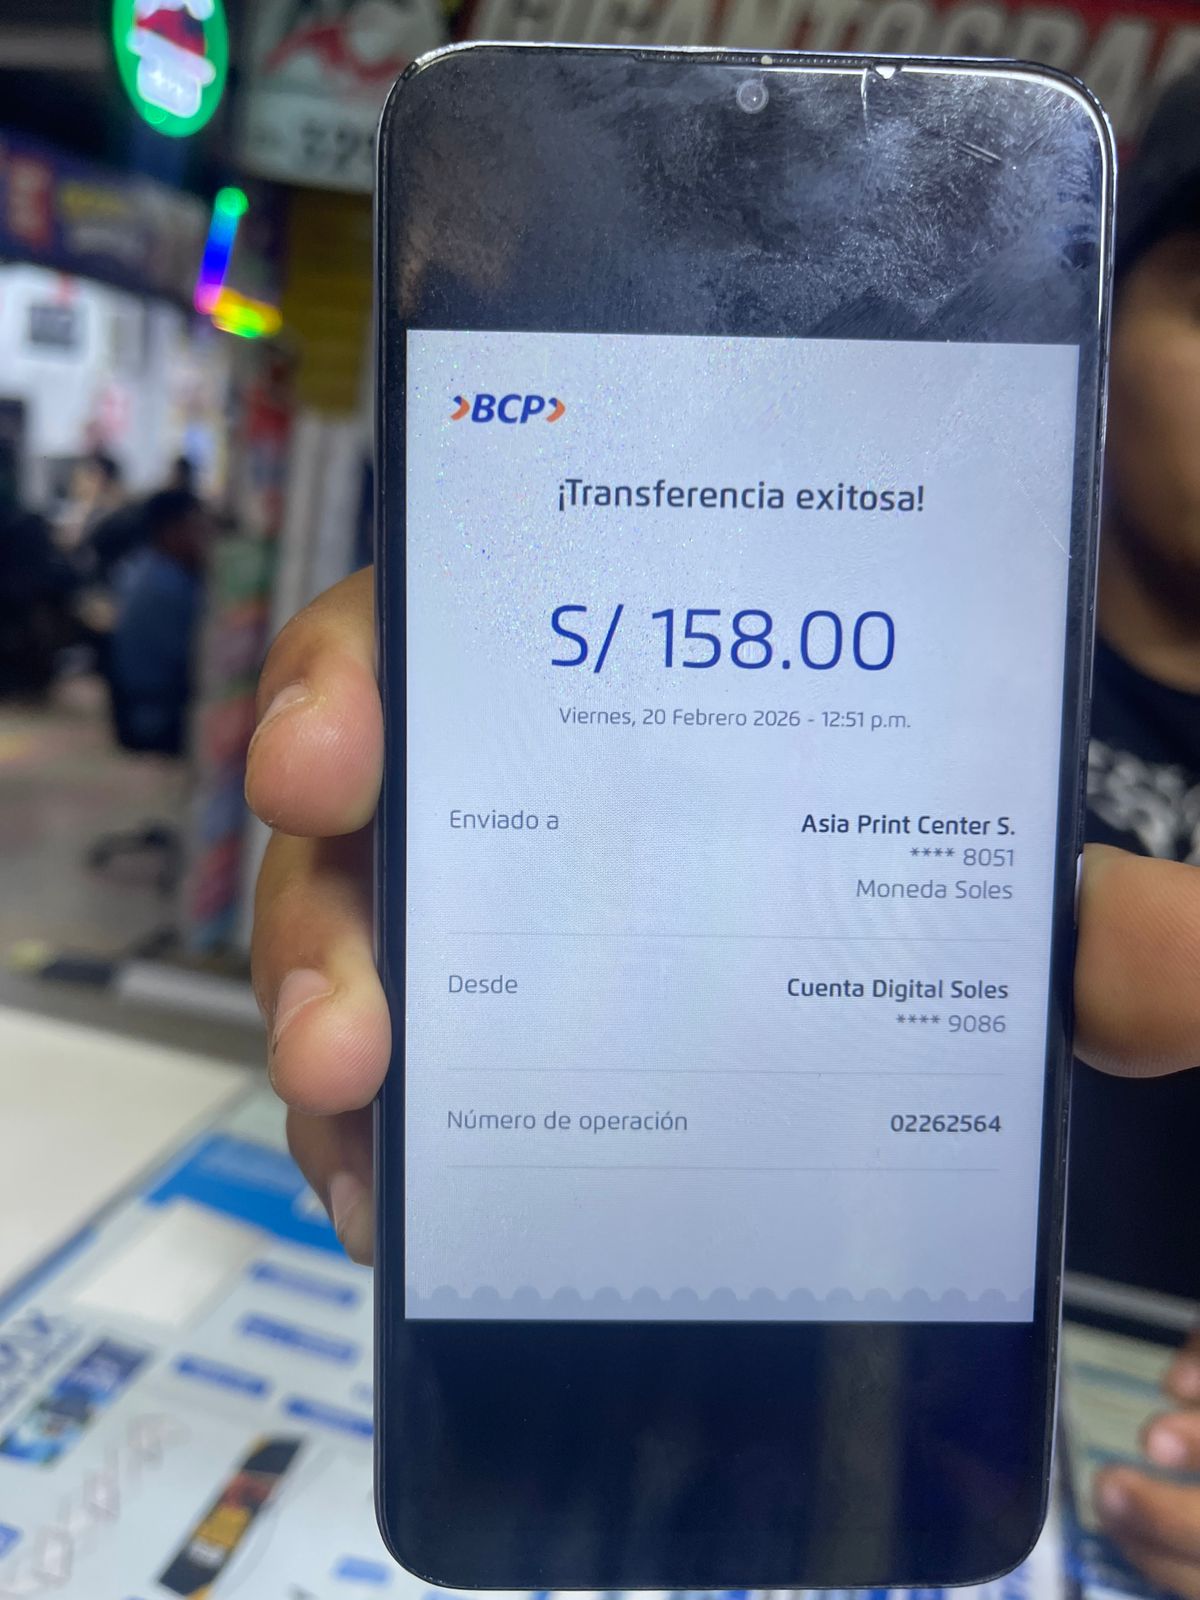 BCP
¡Transferencia exitosa!
S/ 158.00
Viernes, 20 Febrero 2026 - 12:51 p.m.
Enviado a
Asia Print Center S.
**** 8051
Moneda Soles
Desde
Cuenta Digital Soles
**** 9086
Número de operación
02262564